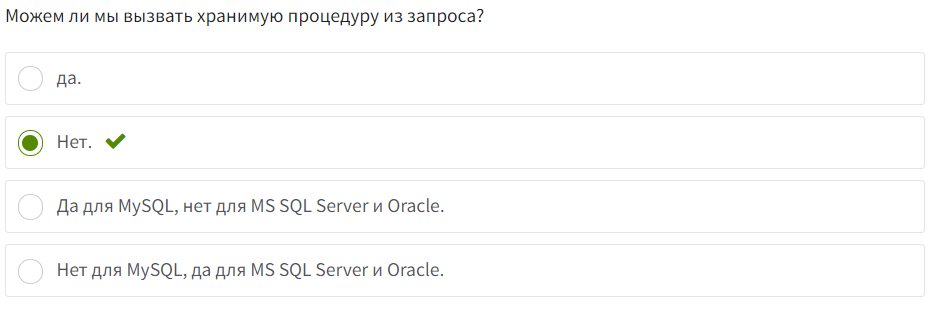 Можем ли мы вызвать хранимую процедуру из запроса?
да.
Нет.
Да для MySQL, нет для MS SQL Server и Oracle.
Нет для MySQL, да для MS SQL Server и Oracle.